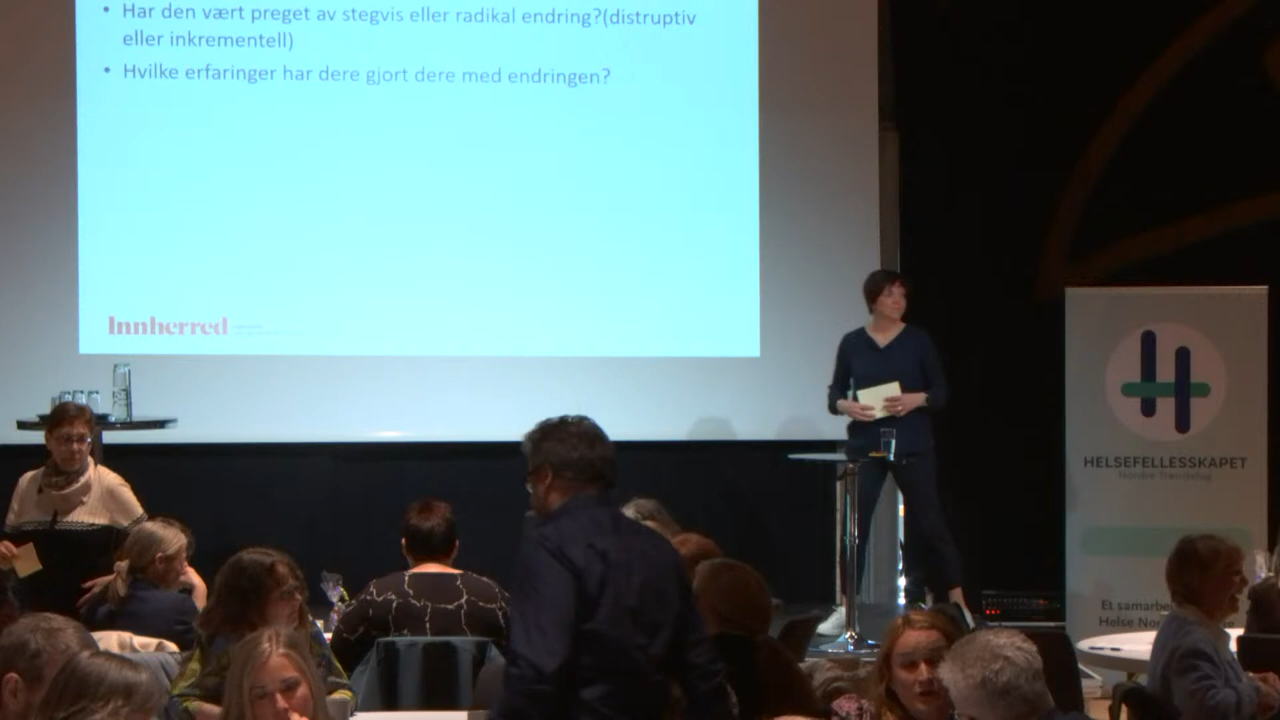 • Har den vært preget av stegvis eller radikal endring?(distruptiv
eller inkrementell)
• Hvilke erfaringer har dere gjort dere med endringen?
Innherred
HELSEFELLESSKAPET
Nordre Trøndelag
Et samarbe
Helse Nor